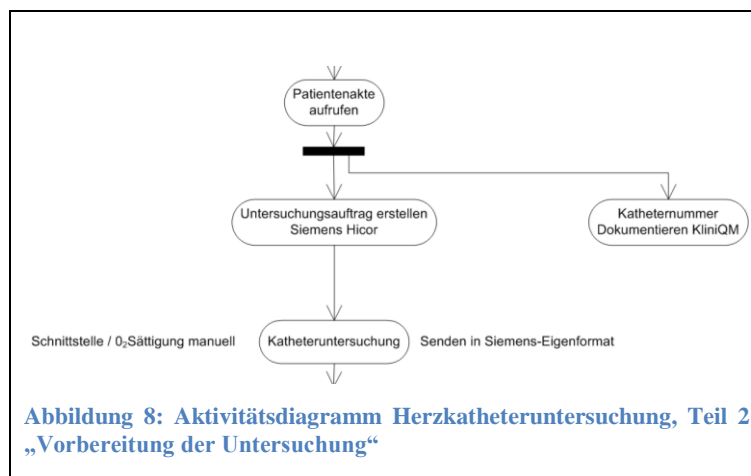 Patientenakte
aufrufen
Untersuchungsauftrag erstellen
Siemens Hicor
Katheternummer
Dokumentieren KliniQM
Schnittstelle / 0₂Sättigung manuell
Katheteruntersuchung
Senden in Siemens-Eigenformat
Abbildung 8: Aktivitätsdiagramm Herzkatheteruntersuchung, Teil 2
„Vorbereitung der Untersuchung“